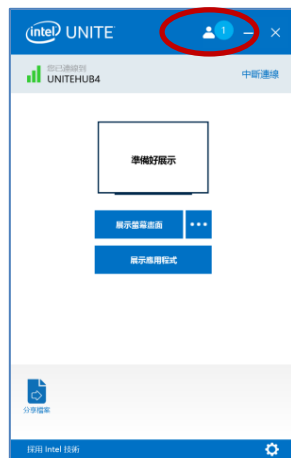 intel UNITE 1
您已連線到
UNITEHUB4 中斷連線
準備好展示
展示螢幕畫面
展示應用程式
分享檔案
採用 Intel 技術